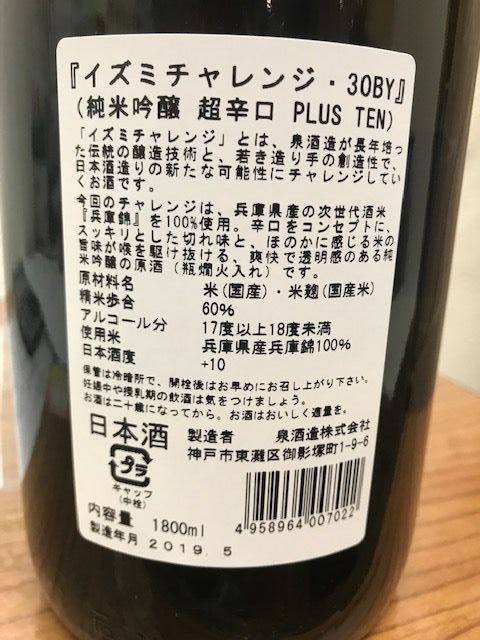 『イズミチャレンジ・30BY』
(純米吟醸 超辛口 PLUS TEN)
「イズミチャレンジ」とは、泉酒造が長年培っ
た伝統の醸造技術と、若き造り手の創造性で、
日本酒造りの新たな可能性にチャレンジしてい
くお酒です。
今回のチャレンジは、兵庫県産の次世代酒米
『兵庫錦』を100%使用。辛口をコンセプトに、
スッキリとした切れ味と、ほのかに感じる米の
旨味が喉を駆け抜ける、爽快で透明感のある純
米吟醸の原酒(瓶燗火入れ)です。
原材料名 米(国産)・米麹(国産米)
精米歩合 60%
アルコール分 17度以上18度未満
使用米 兵庫県産兵庫錦100%
日本酒度 +10
保管は冷暗所で、開栓後はお早めにお召し上がり下さい。
妊娠中や授乳期の飲酒は気をつけましょう。
お酒は二十歳になってから。お酒はおいしく適量を。
日本酒 製造者 泉酒造株式会社
神戸市東灘区御影塚町1-9-6
プラ
キャップ
(中栓)
内容量 1800ml
製造年月 2019. 5
4 958964 007022